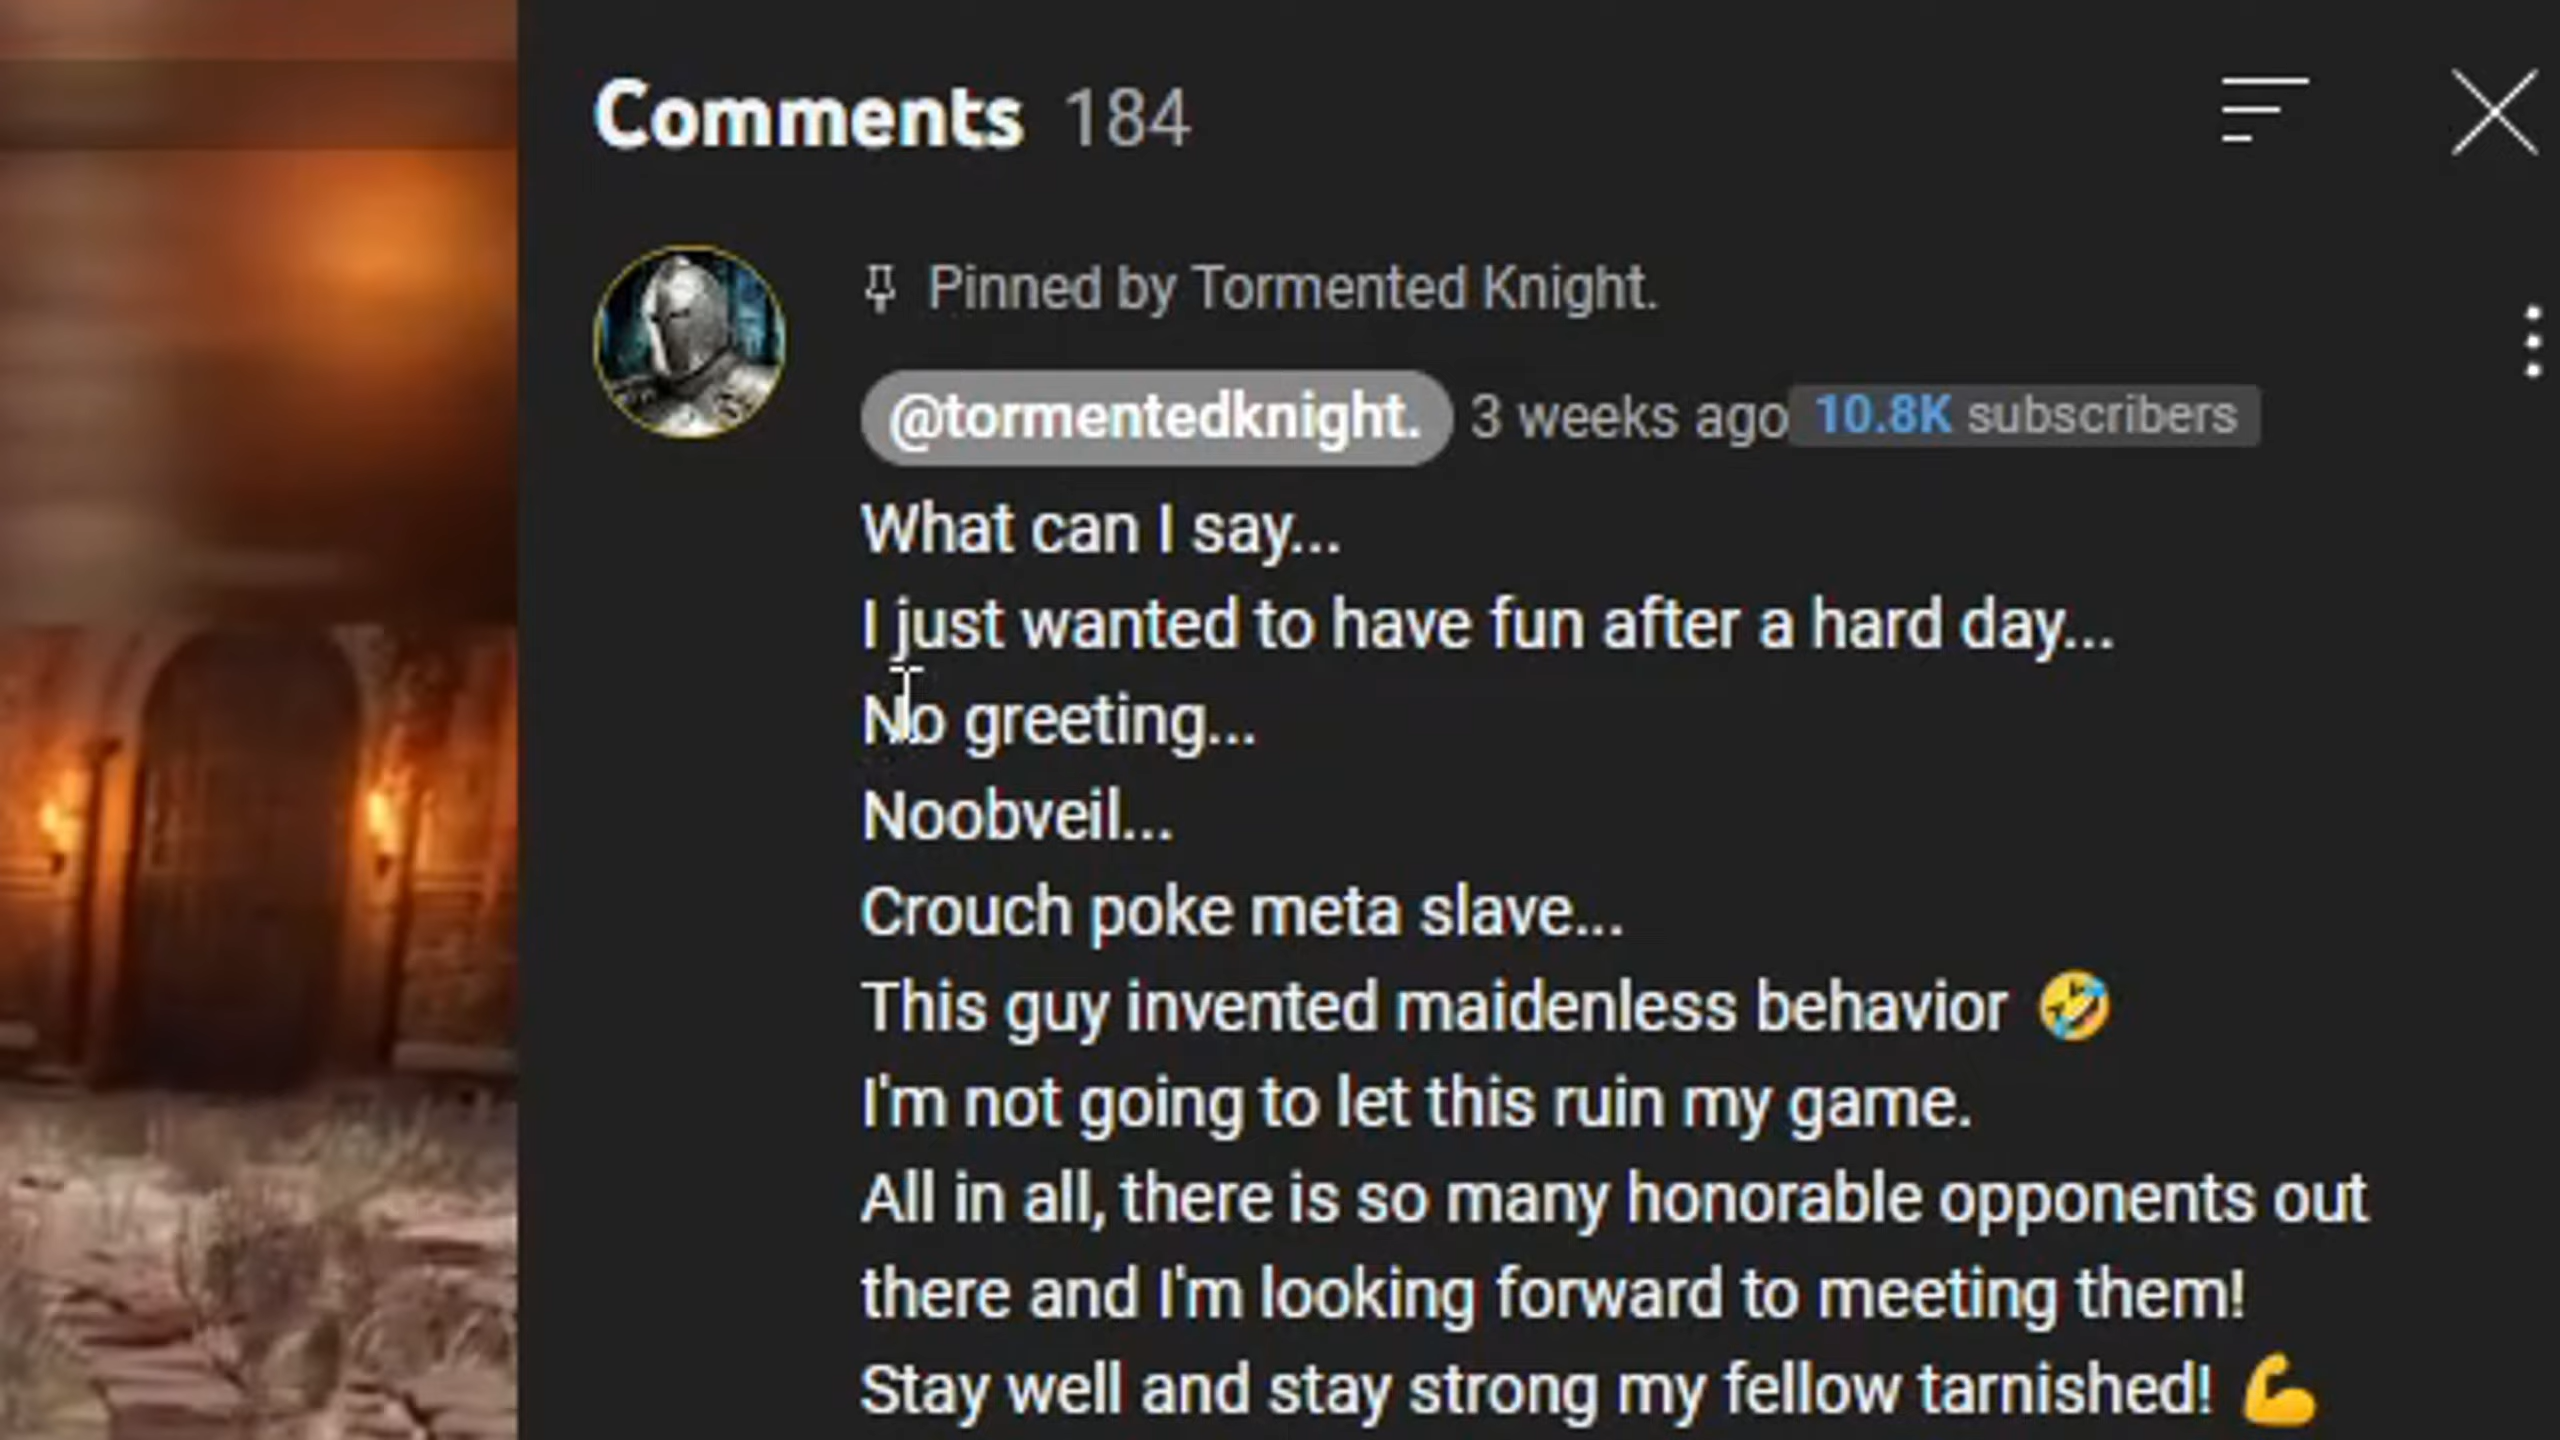 Comments 184
Pinned by Tormented Knight.
@tormentedknight. 3 weeks ago 10.8K subscribers
What can I say...
I just wanted to have fun after a hard day...
No greeting...
Noobveil...
Crouch poke meta slave...
This guy invented maidenless behavior 🤣
I'm not going to let this ruin my game.
All in all, there is so many honorable opponents out
there and I'm looking forward to meeting them!
Stay well and stay strong my fellow tarnished! 💪